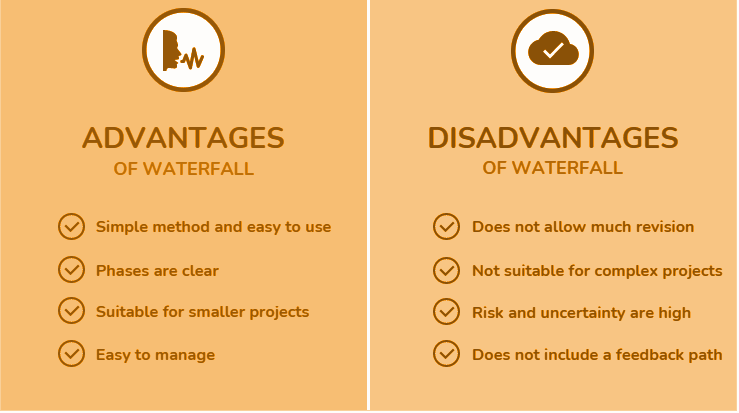 ADVANTAGES
OF WATERFALL
Simple method and easy to use
Phases are clear
Suitable for smaller projects
Easy to manage
DISADVANTAGES
OF WATERFALL
Does not allow much revision
Not suitable for complex projects
Risk and uncertainty are high
Does not include a feedback path